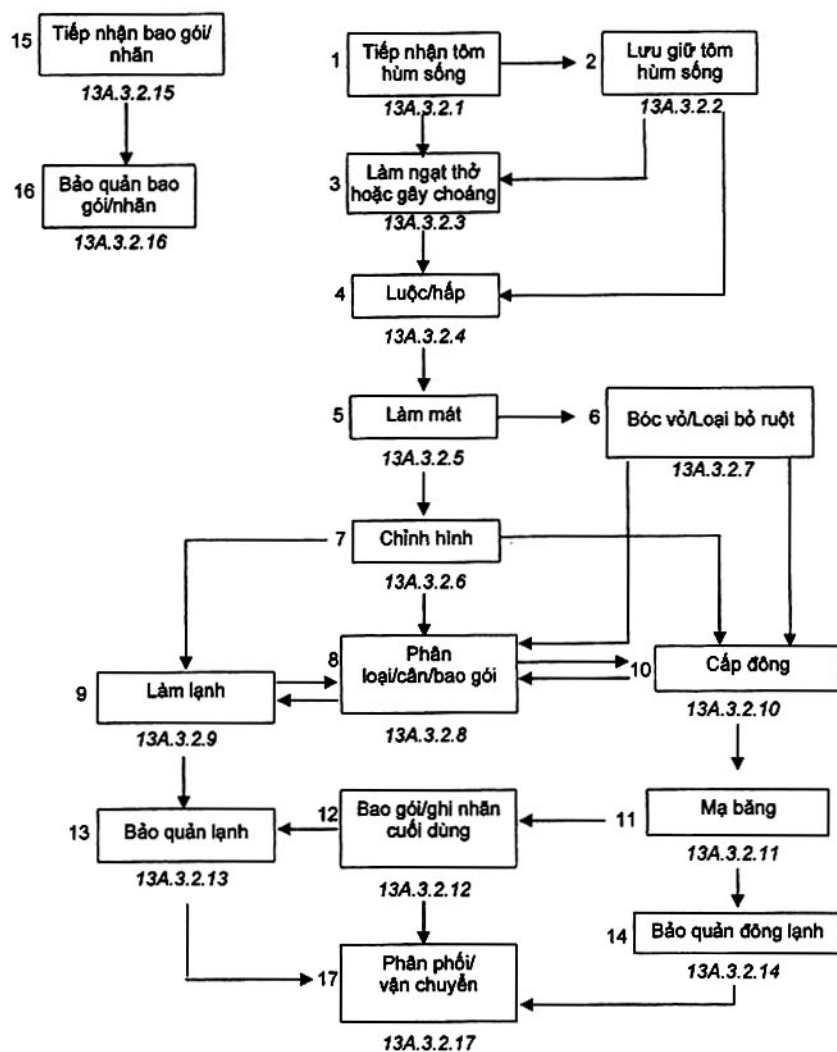 15
Tiếp nhận bao gói/
nhãn
13A.3.2.15
16
Bảo quản bao
gói/nhãn
13A.3.2.16
1
Tiếp nhận tôm
hùm sống
13A.3.2.1
2
Lưu giữ tôm
hùm sống
13A.3.2.2
3
Làm ngạt thở
hoặc gây choáng
13A.3.2.3
4
Luộc/hấp
13A.3.2.4
5
Làm mát
13A.3.2.5
6
Bóc vỏ/Loại bỏ ruột
13A.3.2.7
7
Chỉnh hình
13A.3.2.6
8
Phân
loại/cân/bao gói
13A.3.2.8
9
Làm lạnh
13A.3.2.9
10
Cấp đông
13A.3.2.10
11
Mạ băng
13A.3.2.11
12
Bao gói/ghi nhãn
cuối dùng
13A.3.2.12
13
Bảo quản lạnh
13A.3.2.13
14
Bảo quản đông lạnh
13A.3.2.14
17
Phân phối/
vận chuyển
13A.3.2.17